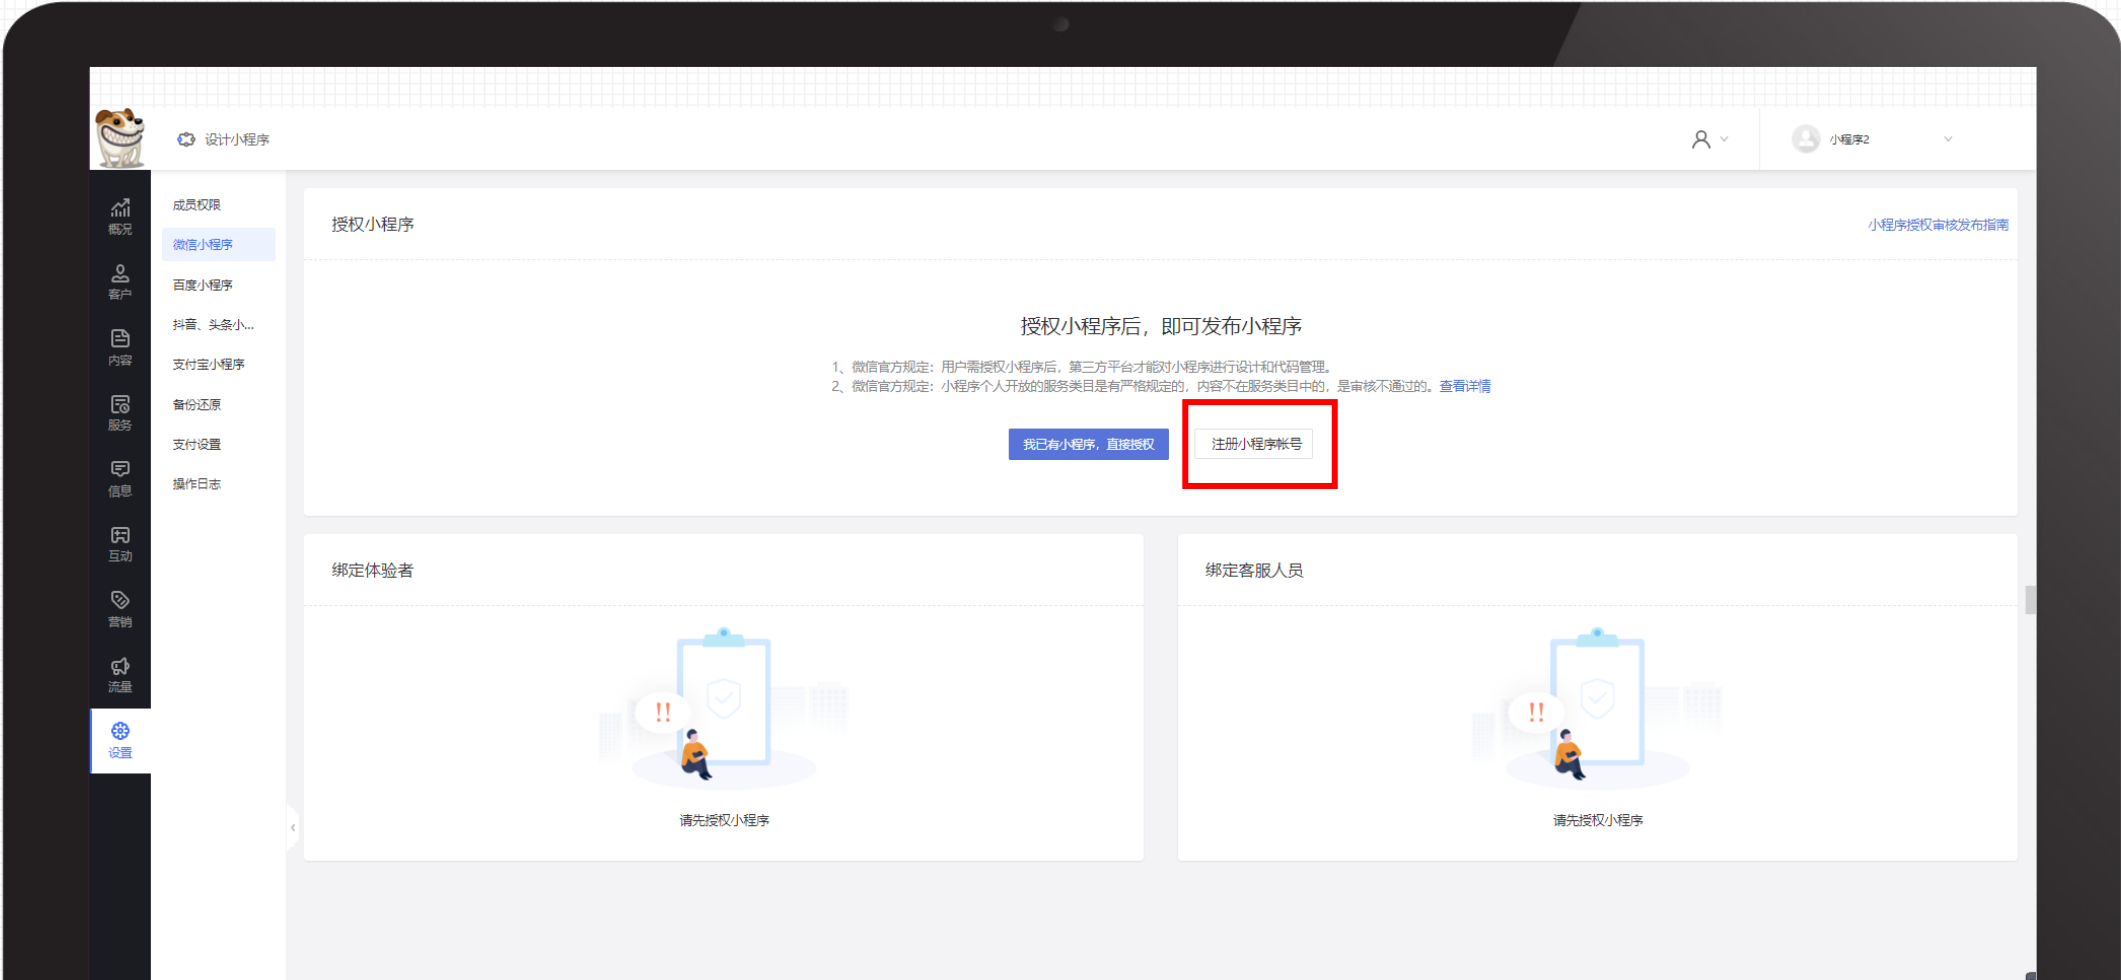 设计小程序
小程序2
概况
客户
内容
服务
信息
互动
营销
流量
设置
成员权限
微信小程序
百度小程序
抖音、头条小...
支付宝小程序
备份还原
支付设置
操作日志
授权小程序
小程序授权审核发布指南
授权小程序后，即可发布小程序
1、微信官方规定：用户需授权小程序后，第三方平台才能对小程序进行设计和代码管理。
2、微信官方规定：小程序个人开放的服务类目是有严格规定的，内容不在服务类目中的，是审核不通过的。查看详情
我已有小程序，直接授权
注册小程序帐号
绑定体验者
!!
请先授权小程序
绑定客服人员
!!
请先授权小程序